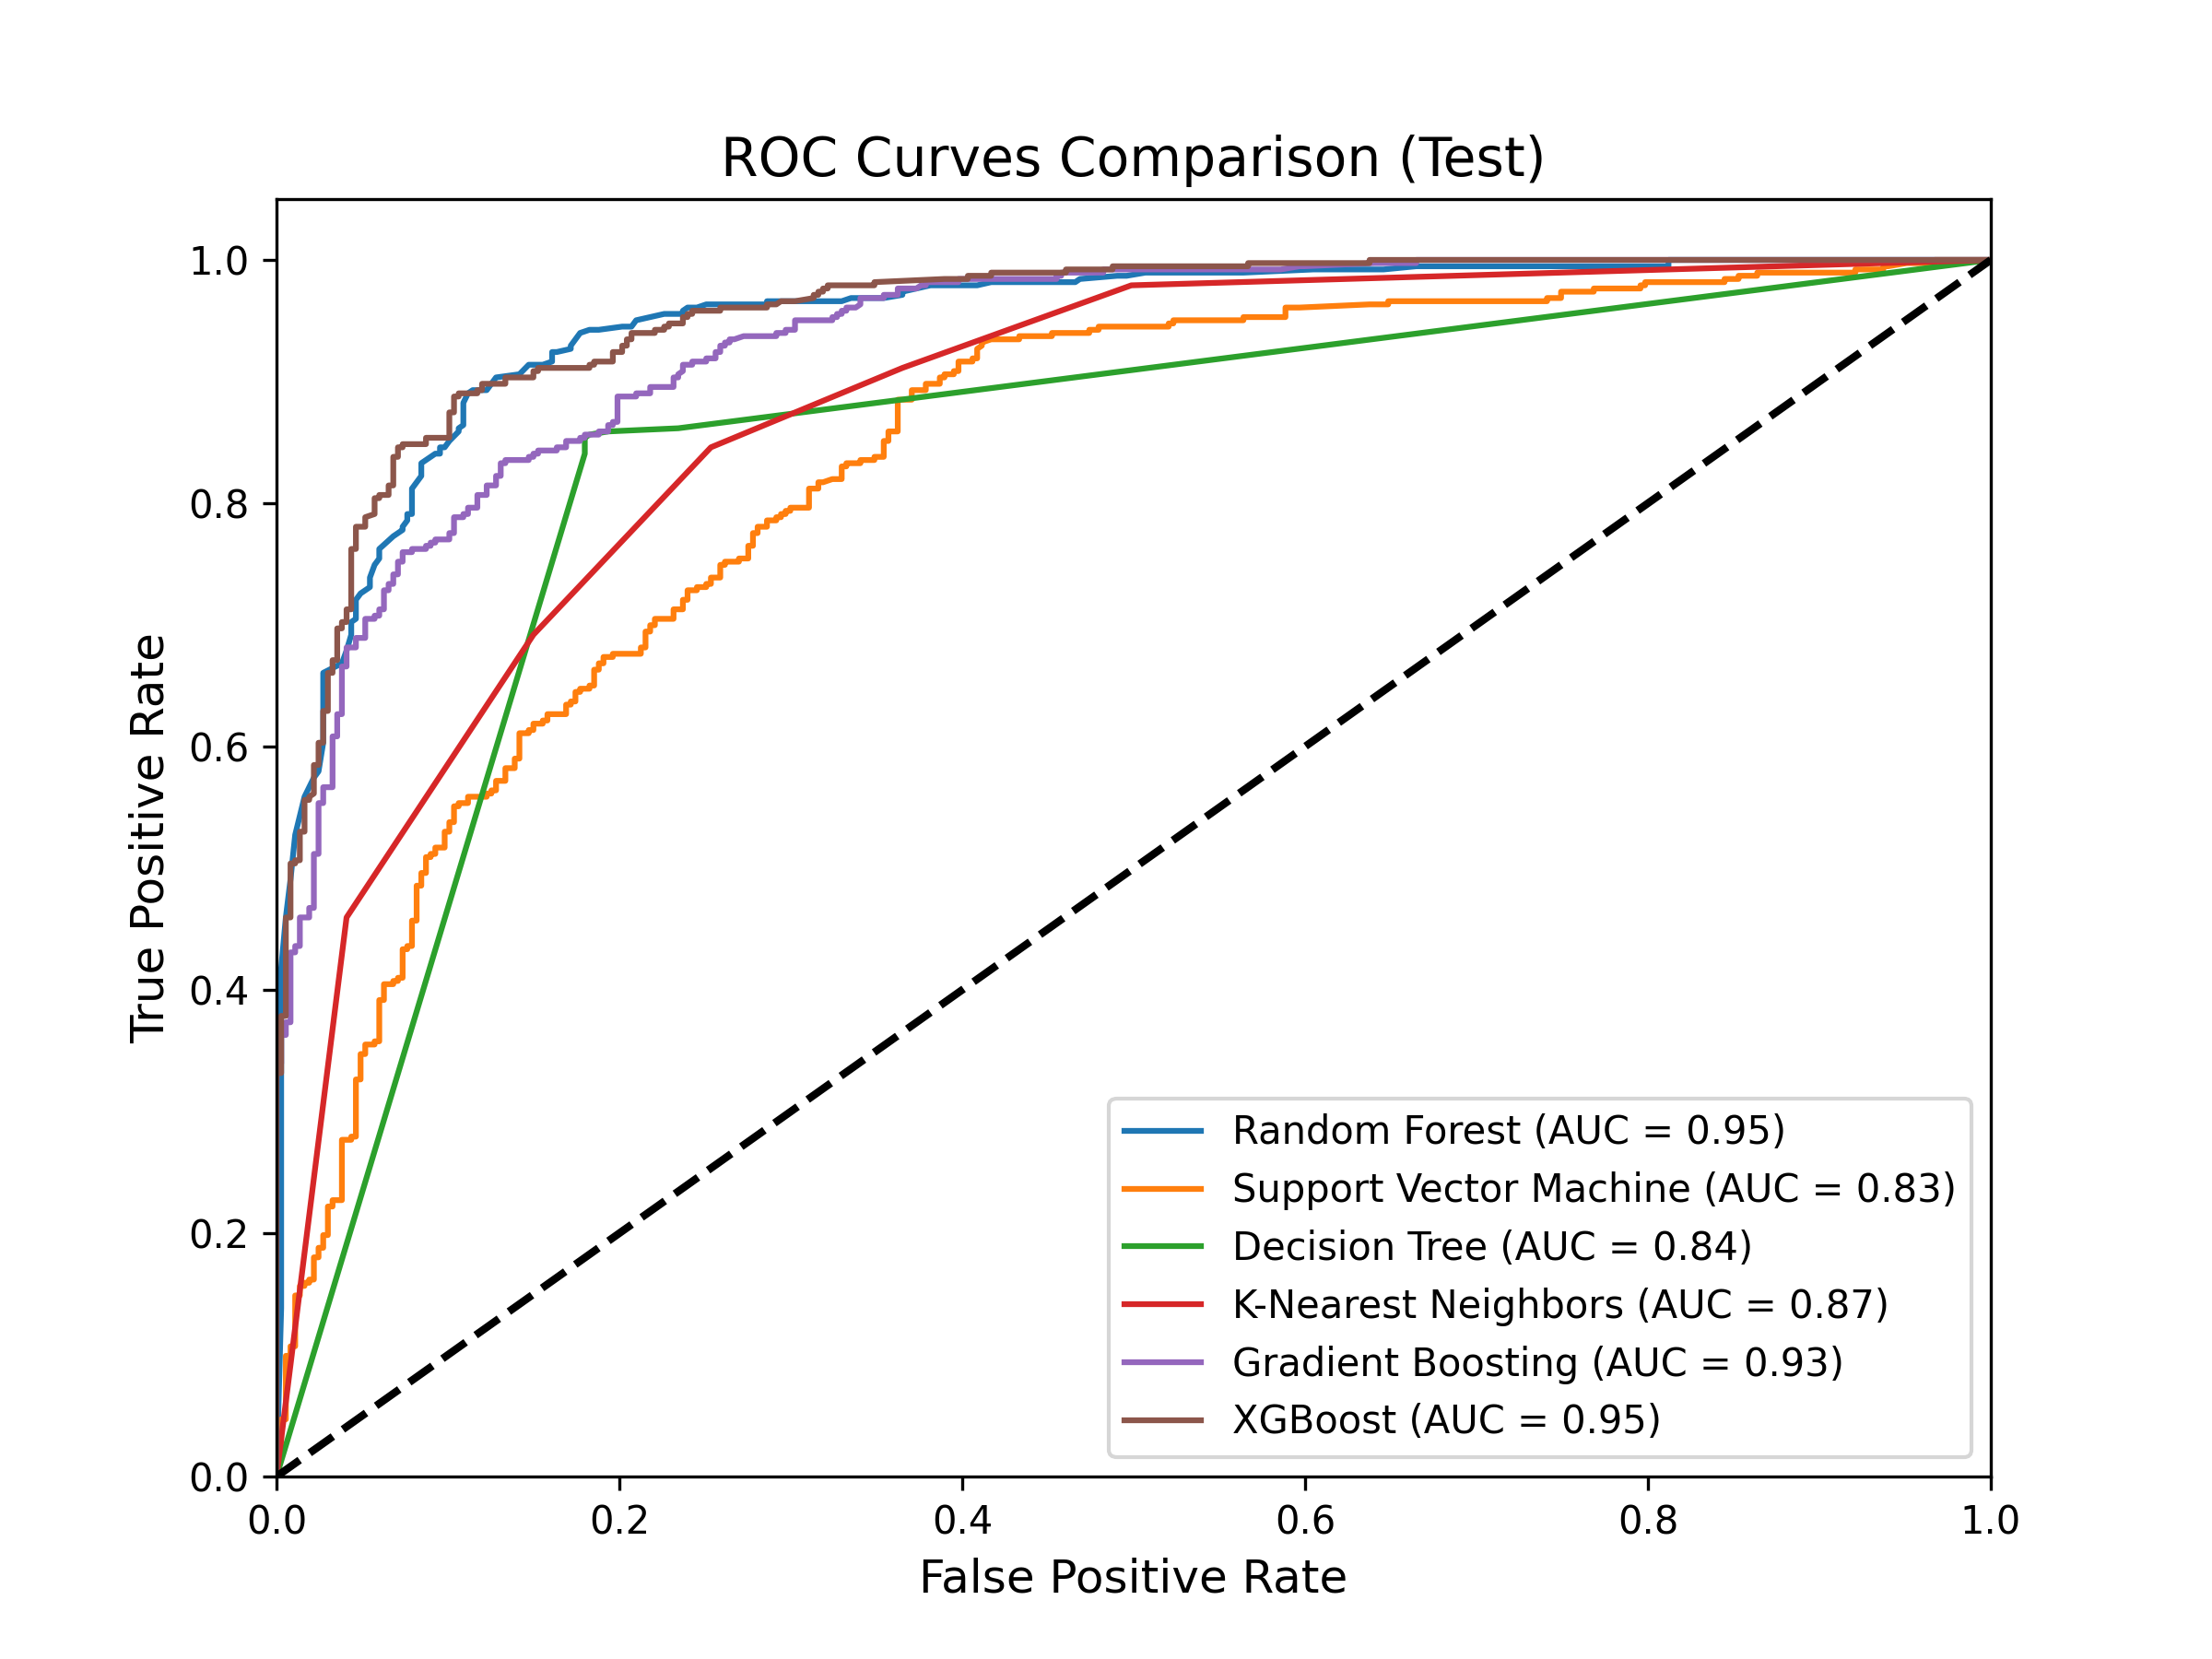 ROC Curves Comparison (Test)
True Positive Rate
1.0
0.8
0.6
0.4
0.2
0.0
0.0 0.2 0.4 0.6 0.8 1.0
False Positive Rate
Random Forest (AUC = 0.95)
Support Vector Machine (AUC = 0.83)
Decision Tree (AUC = 0.84)
K-Nearest Neighbors (AUC = 0.87)
Gradient Boosting (AUC = 0.93)
XGBoost (AUC = 0.95)